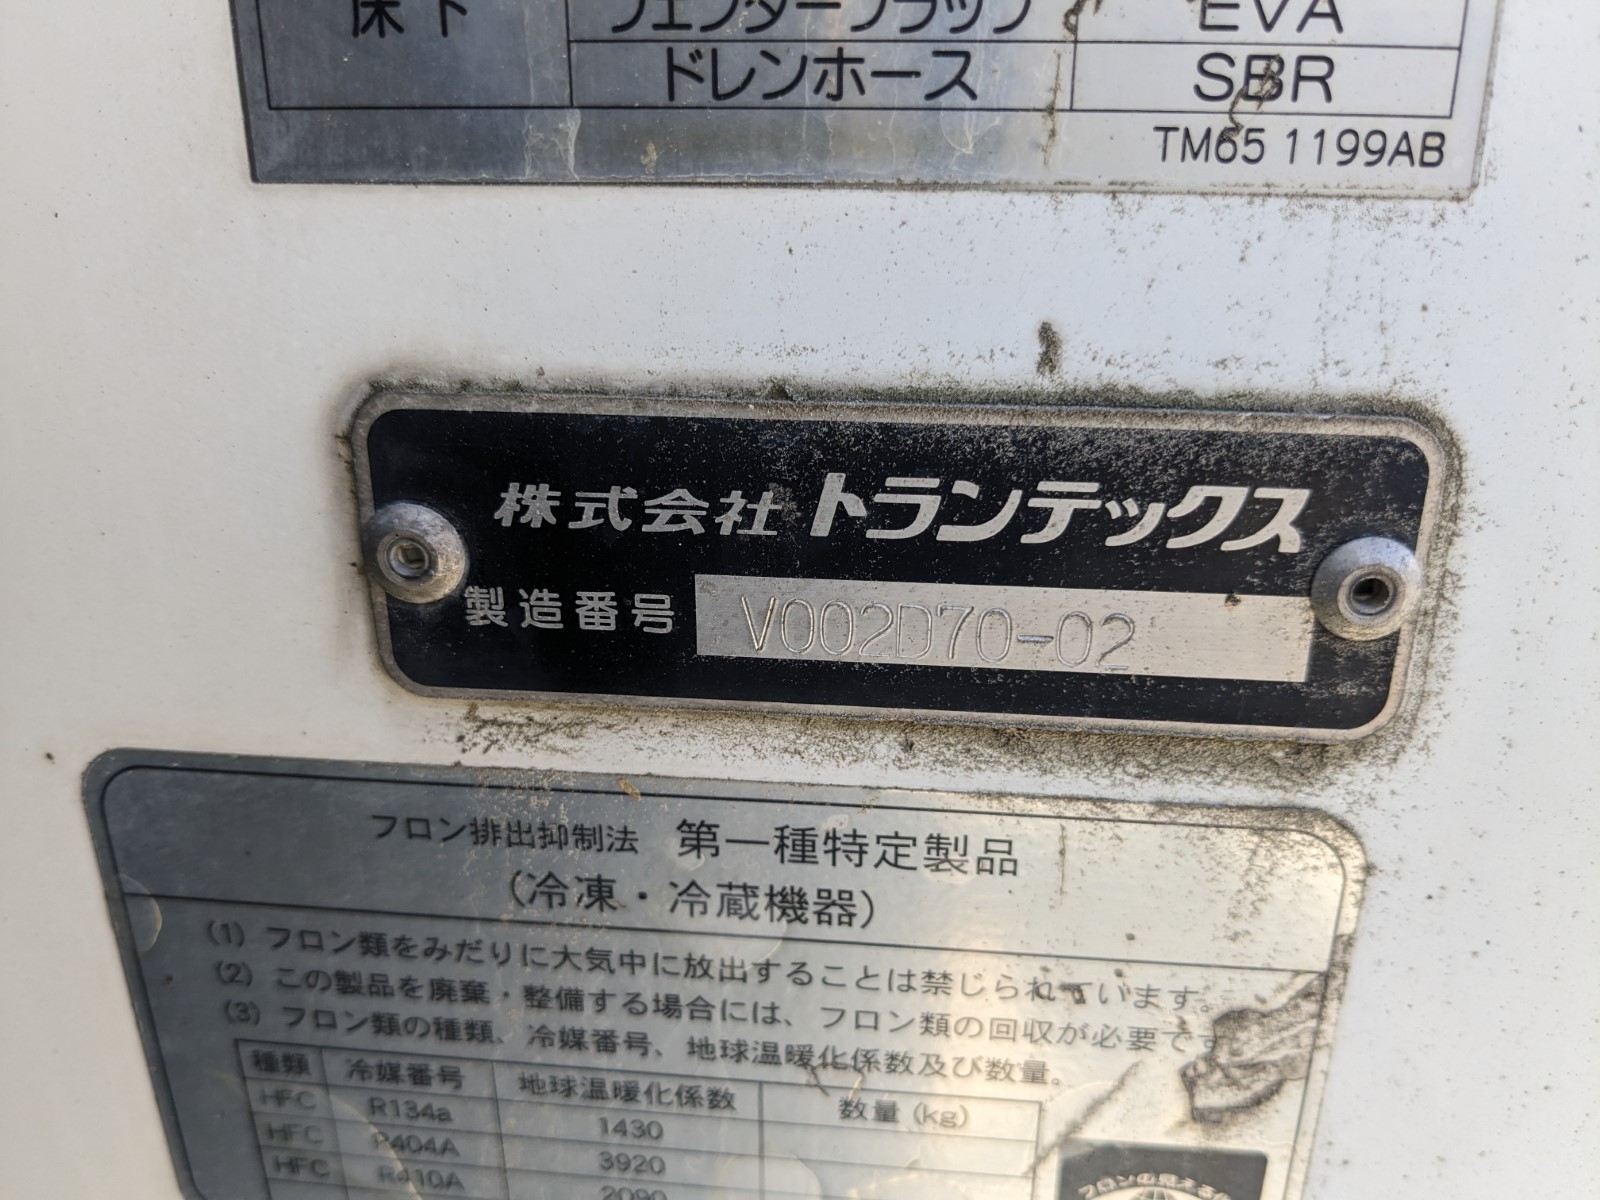 床下 フェンダーフラップ EVA
ドレンホース SBR
TM65 1199AB
株式会社トランテックス
製造番号 V002D70-02
フロン排出抑制法 第一種特定製品
(冷凍・冷蔵機器)
(1) フロン類をみだりに大気中に放出することは禁じられています。
(2) この製品を廃棄・整備する場合には、フロン類の回収が必要です
(3) フロン類の種類、冷媒番号、地球温暖化係数及び数量。
種類 冷媒番号 地球温暖化係数 数量(kg)
HFC R134a 1430
HFC R404A 3920
HFC R410A 2090
フロンの見える化